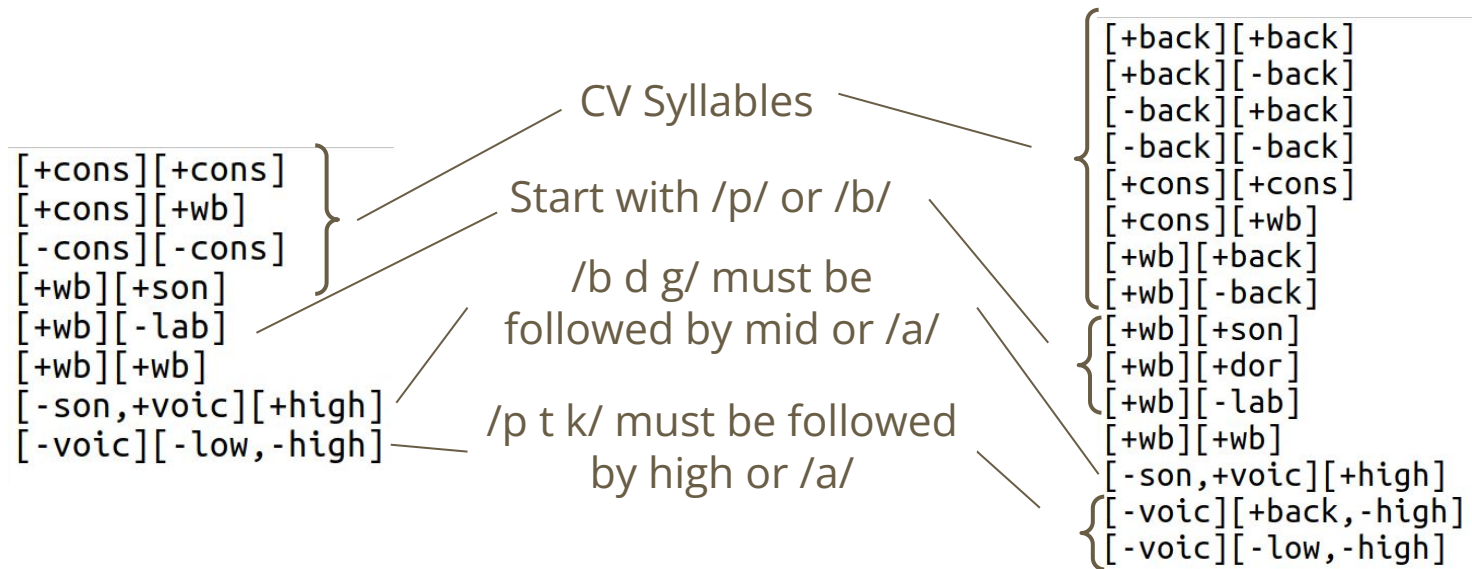 [+cons][+cons]
[+cons][+wb]
[-cons][-cons]
[+wb][+son]
[+wb][-lab]
[+wb][+wb]
[-son,+voic][+high]
[-voic][-low,-high]
CV Syllables
Start with /p/ or /b/
/b d g/ must be
followed by mid or /a/
/p t k/ must be followed
by high or /a/
[+back][+back]
[+back][-back]
[-back][+back]
[-back][-back]
[+cons][+cons]
[+cons][+wb]
[+wb][+back]
[+wb][-back]
[+wb][+son]
[+wb][+dor]
[+wb][-lab]
[+wb][+wb]
[-son,+voic][+high]
[-voic][+back,-high]
[-voic][-low,-high]